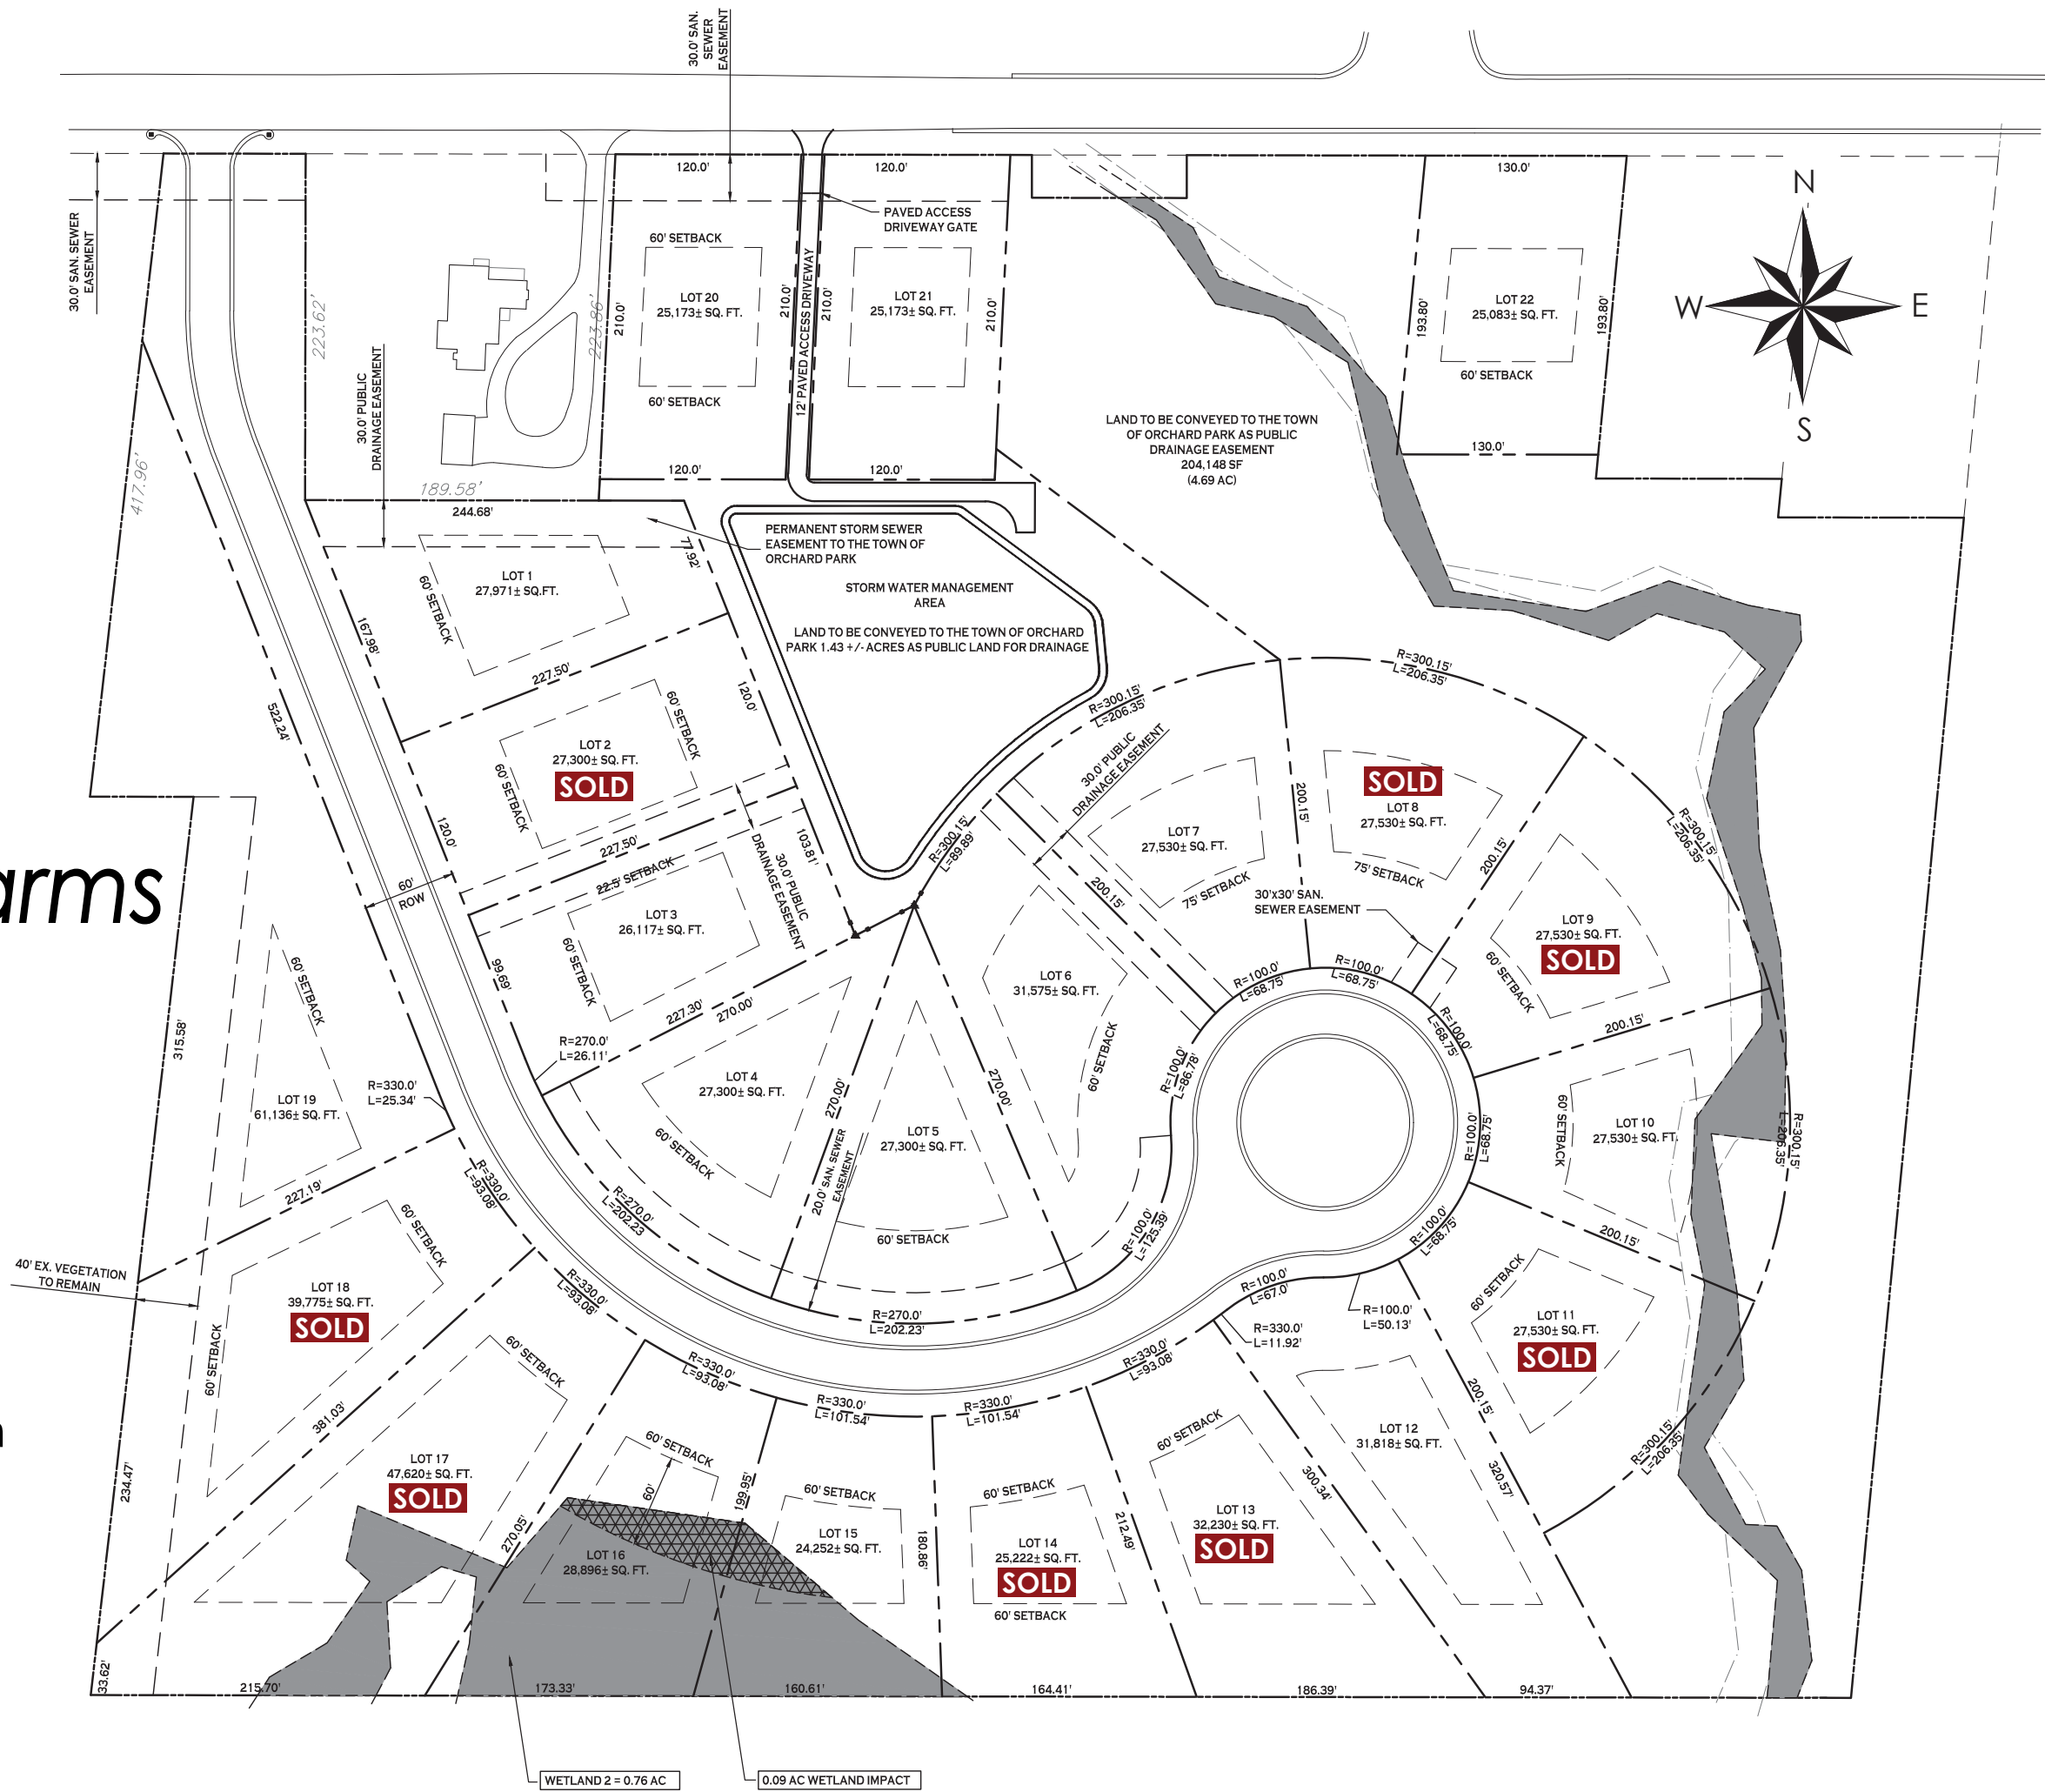 30.0' SAN.
SEWER
EASEMENT
30.0' SAN. SEWER
EASEMENT
120.0'
120.0'
130.0'
N
W
E
S
PAVED ACCESS
DRIVEWAY GATE
60' SETBACK
LOT 20
25,173± SQ. FT.
60' SETBACK
210.0'
210.0'
12' PAVED ACCESS DRIVEWAY
210.0'
LOT 21
25,173± SQ. FT.
210.0'
193.80'
LOT 22
25,083± SQ. FT.
60' SETBACK
193.80'
130.0'
223.62'
223.86'
417.96'
30.0' PUBLIC
DRAINAGE EASEMENT
120.0'
120.0'
189.58'
244.68'
LAND TO BE CONVEYED TO THE TOWN
OF ORCHARD PARK AS PUBLIC
DRAINAGE EASEMENT
204,148 SF
(4.69 AC)
PERMANENT STORM SEWER
EASEMENT TO THE TOWN OF
ORCHARD PARK
STORM WATER MANAGEMENT
AREA
LAND TO BE CONVEYED TO THE TOWN OF ORCHARD
PARK 1.43 +/- ACRES AS PUBLIC LAND FOR DRAINAGE
77.92'
LOT 1
27,971± SQ.FT.
60' SETBACK
167.98'
227.50'
522.24'
120.0'
LOT 2
27,300± SQ. FT.
SOLD
60' SETBACK
60' SETBACK
120.0'
227.50'
103.81'
30.0' PUBLIC
DRAINAGE EASEMENT
60'
ROW
22.5' SETBACK
LOT 3
26,117± SQ. FT.
60' SETBACK
99.69'
227.30'
270.00'
R=270.0'
L=26.11'
R=300.15'
L=89.89'
R=300.15'
L=206.35'
30.0' PUBLIC
DRAINAGE EASEMENT
R=300.15'
L=206.35'
LOT 7
27,530± SQ. FT.
75' SETBACK
200.15'
200.15'
SOLD
LOT 8
27,530± SQ. FT.
75' SETBACK
30'x30' SAN.
SEWER EASEMENT
200.15'
R=300.15'
L=206.35'
LOT 9
27,530± SQ. FT.
SOLD
60' SETBACK
200.15'
R=100.0'
L=68.75'
R=100.0'
L=68.75'
R=100.0'
L=68.75'
LOT 6
31,575± SQ. FT.
60' SETBACK
R=100.0'
L=86.78'
arms
60' SETBACK
LOT 19
61,136± SQ. FT.
R=330.0'
L=25.34'
315.58'
227.19'
LOT 4
27,300± SQ. FT.
60' SETBACK
270.00'
20.0' SAN. SEWER
EASEMENT
LOT 5
27,300± SQ. FT.
60' SETBACK
270.00'
R=100.0'
L=125.39'
R=100.0'
L=68.75'
60' SETBACK
LOT 10
27,530± SQ. FT.
R=300.15'
L=206.35'
200.15'
R=100.0'
L=68.75'
R=330.0'
L=93.08'
R=270.0'
L=202.23
R=270.0'
L=202.23'
40' EX. VEGETATION
TO REMAIN
60' SETBACK
LOT 18
39,775± SQ. FT.
SOLD
60' SETBACK
R=330.0'
L=93.08'
R=330.0'
L=93.08'
R=330.0'
L=101.54'
R=330.0'
L=101.54'
R=330.0'
L=93.08'
R=100.0'
L=67.0'
R=330.0'
L=11.92'
R=100.0'
L=50.13'
60' SETBACK
LOT 11
27,530± SQ. FT.
SOLD
200.15'
R=300.15'
L=206.35'
381.03'
60' SETBACK
LOT 17
47,620± SQ. FT.
SOLD
234.47'
270.05'
60' SETBACK
60'
LOT 16
28,896± SQ. FT.
199.95'
60' SETBACK
LOT 15
24,252± SQ. FT.
180.86'
60' SETBACK
LOT 14
25,222± SQ. FT.
SOLD
60' SETBACK
212.49'
60' SETBACK
LOT 13
32,230± SQ. FT.
SOLD
300.34'
LOT 12
31,818± SQ. FT.
320.57'
33.62'
215.70'
173.33'
160.61'
164.41'
186.39'
94.37'
WETLAND 2 = 0.76 AC
0.09 AC WETLAND IMPACT